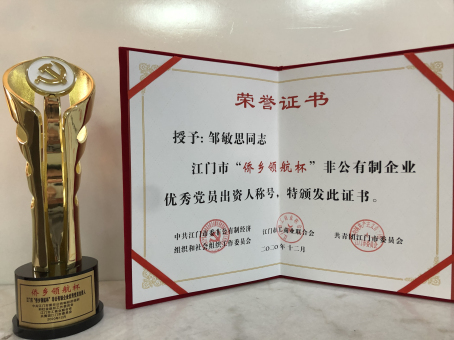 荣誉证书
授予：邹敏思同志
江门市“侨乡领航杯”非公有制企业
优秀党员出资人称号，特颁发此证书。
中共江门市委非公有制经济
组织和社会组织工作委员会
江门市工商业联合会
共青团江门市委员会
二〇二〇年十二月
侨乡领航杯